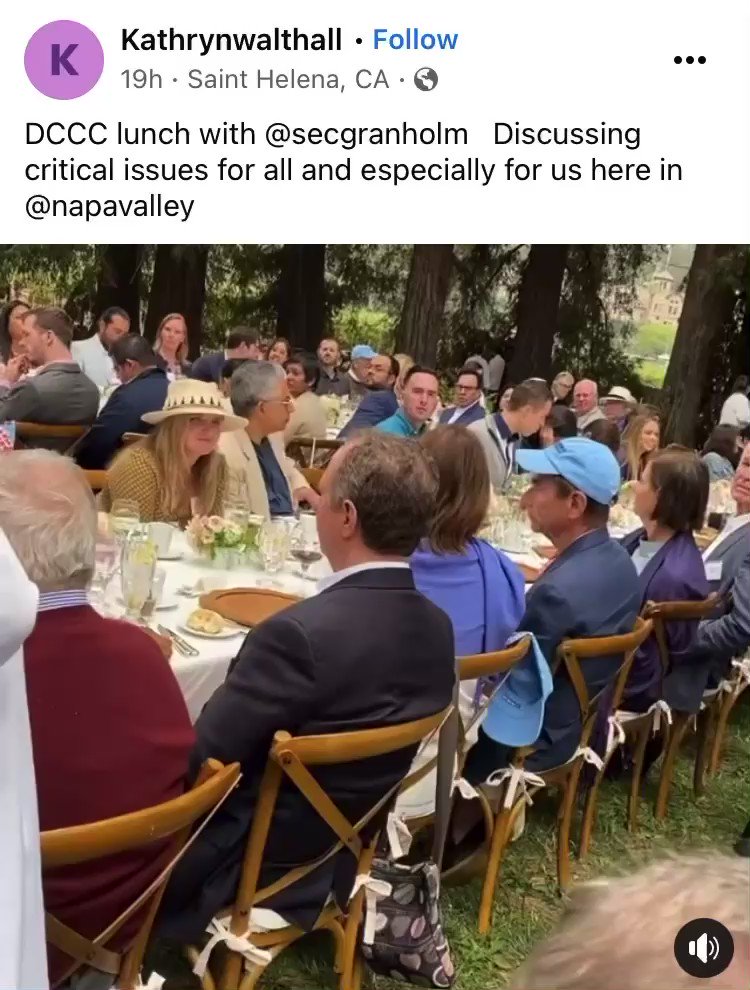 K
Kathrynwalthall • Follow
19h · Saint Helena, CA ·
DCCC lunch with @secgranholm Discussing
critical issues for all and especially for us here in
@napavalley